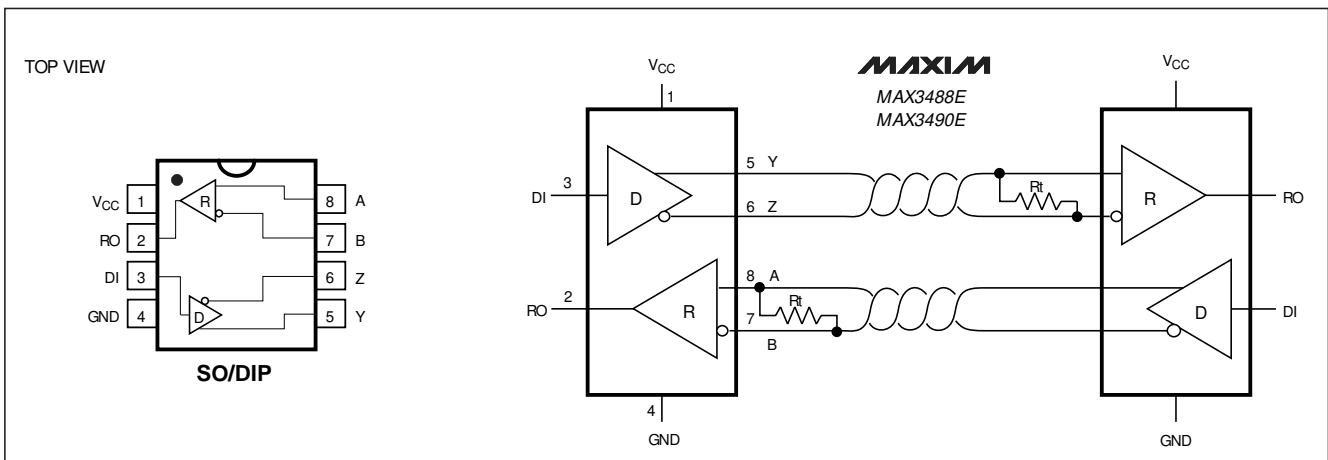 TOP VIEW
VCC 1
RO 2
DI 3
GND 4
8 A
7 B
6 Z
5 Y
R
D
SO/DIP
MAXIM
MAX3488E
MAX3490E
VCC
1
VCC
DI 3
D
5 Y
6 Z
Rt
R
RO
RO 2
R
8 A
7
B
Rt
D
DI
4
GND
GND